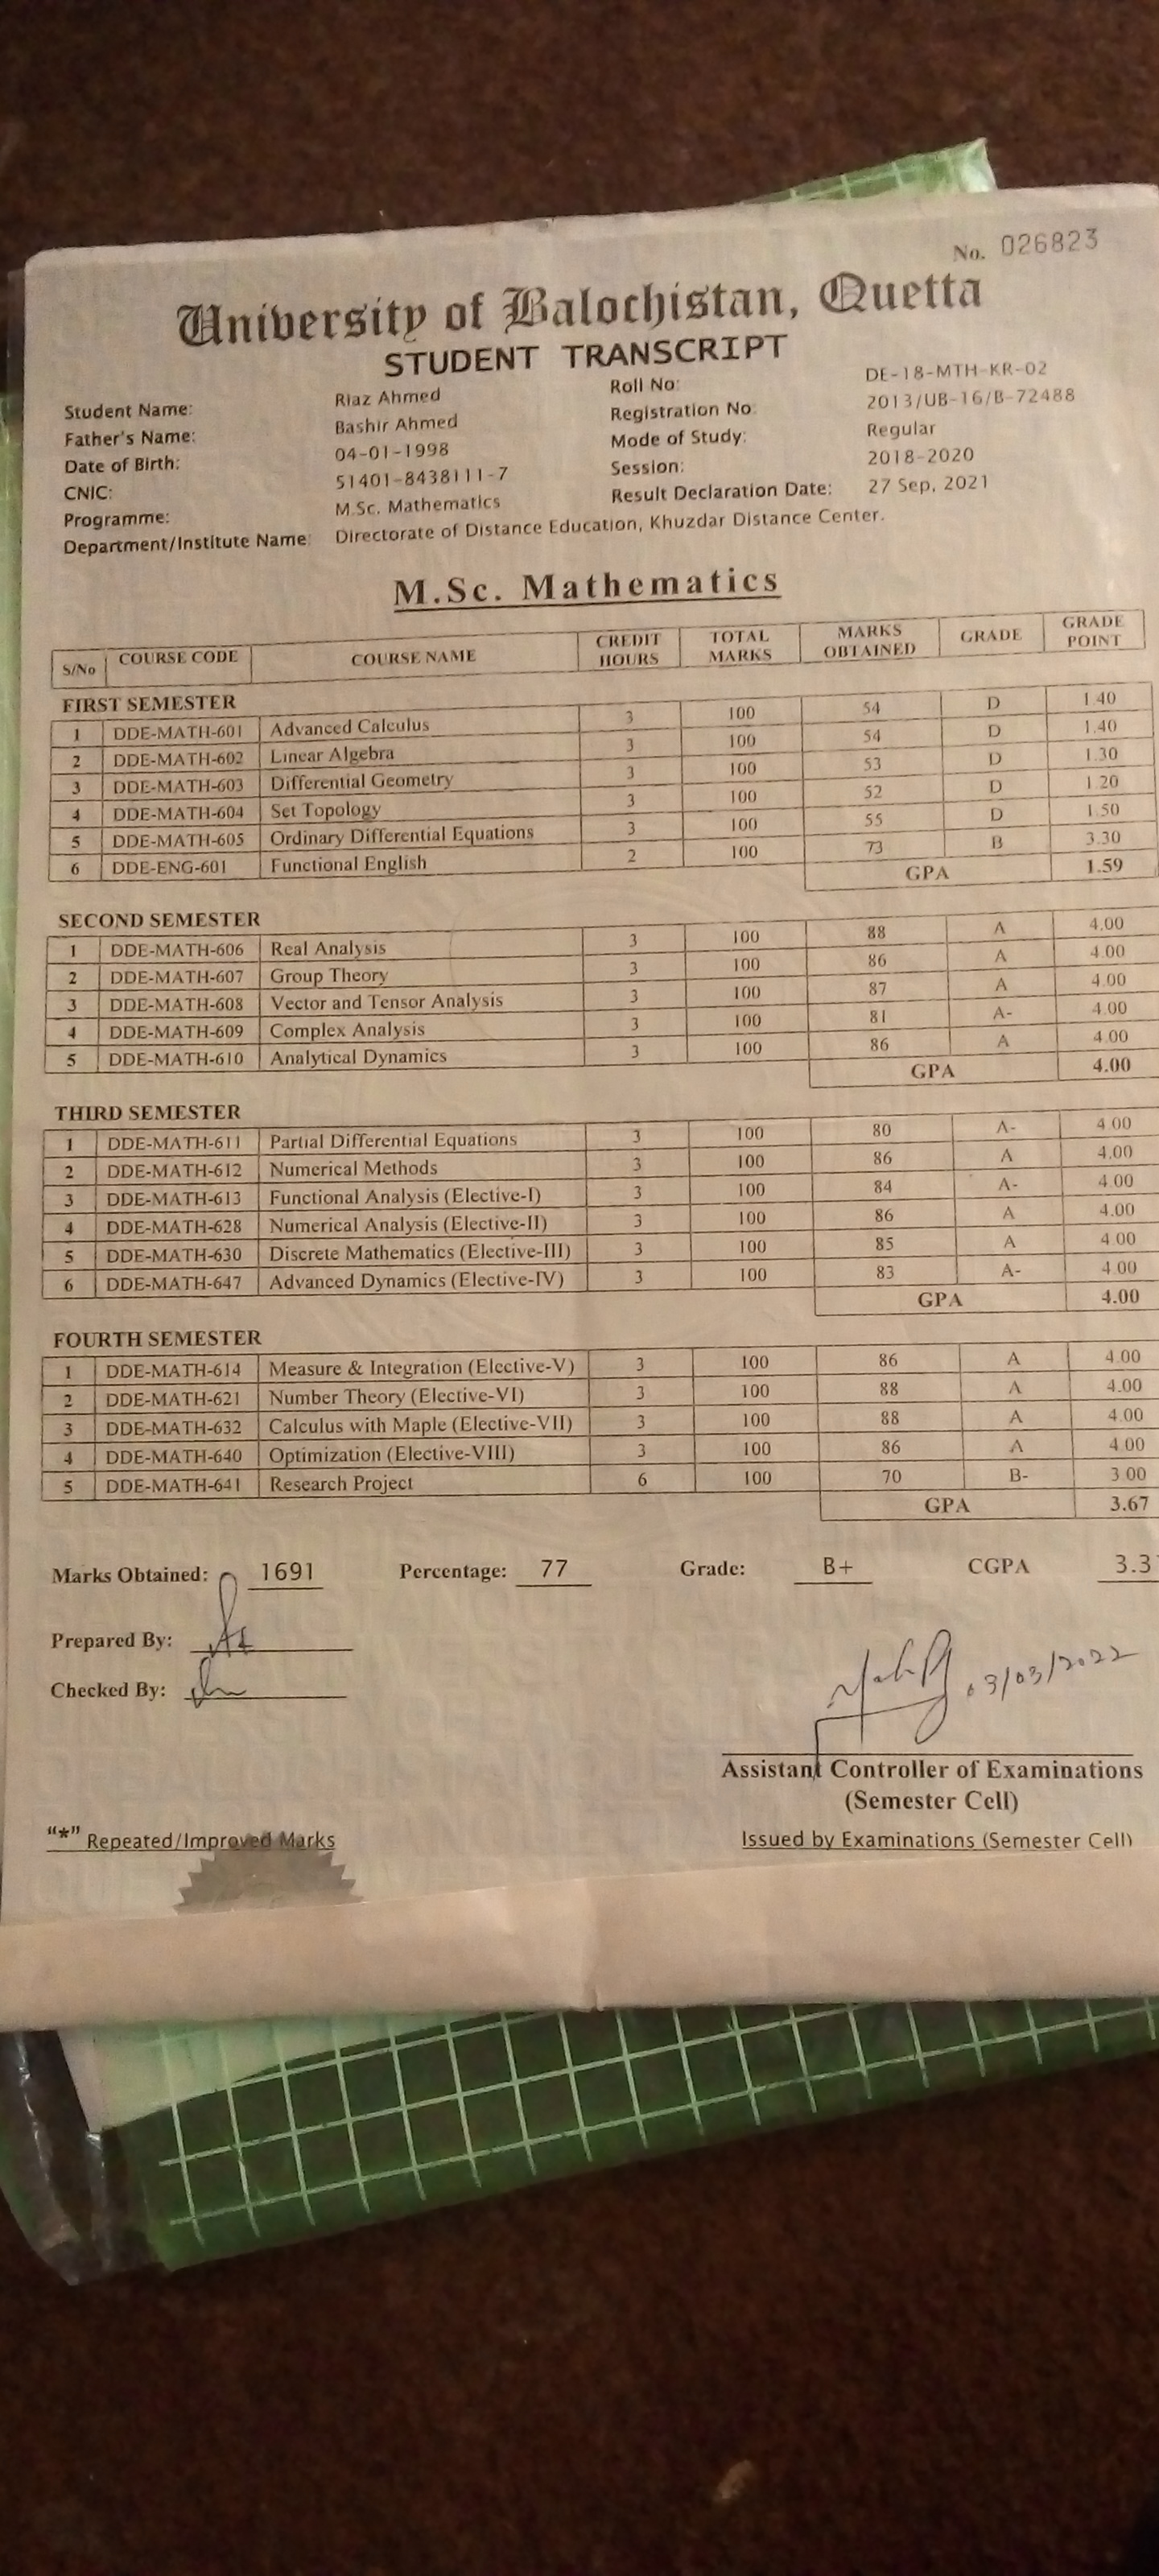 No. 026823
University of Balochistan, Quetta
STUDENT TRANSCRIPT
Student Name: Riaz Ahmed Roll No: DE-18-MTH-KR-02
Father's Name: Bashir Ahmed Registration No: 2013/UB-16/B-72488
Date of Birth: 04-01-1998 Mode of Study: Regular
CNIC: 51401-8438111-7 Session: 2018-2020
Programme: M.Sc. Mathematics Result Declaration Date: 27 Sep, 2021
Department/Institute Name: Directorate of Distance Education, Khuzdar Distance Center.
M.Sc. Mathematics
S/No COURSE CODE COURSE NAME CREDIT HOURS TOTAL MARKS MARKS OBTAINED GRADE GRADE POINT
FIRST SEMESTER
1 DDE-MATH-601 Advanced Calculus 3 100 54 D 1.40
2 DDE-MATH-602 Linear Algebra 3 100 54 D 1.40
3 DDE-MATH-603 Differential Geometry 3 100 53 D 1.30
4 DDE-MATH-604 Set Topology 3 100 52 D 1.20
5 DDE-MATH-605 Ordinary Differential Equations 3 100 55 D 1.50
6 DDE-ENG-601 Functional English 2 100 73 B 3.30
GPA 1.59
SECOND SEMESTER
1 DDE-MATH-606 Real Analysis 3 100 88 A 4.00
2 DDE-MATH-607 Group Theory 3 100 86 A 4.00
3 DDE-MATH-608 Vector and Tensor Analysis 3 100 87 A 4.00
4 DDE-MATH-609 Complex Analysis 3 100 81 A- 4.00
5 DDE-MATH-610 Analytical Dynamics 3 100 86 A 4.00
GPA 4.00
THIRD SEMESTER
1 DDE-MATH-611 Partial Differential Equations 3 100 80 A- 4.00
2 DDE-MATH-612 Numerical Methods 3 100 86 A 4.00
3 DDE-MATH-613 Functional Analysis (Elective-I) 3 100 84 A- 4.00
4 DDE-MATH-628 Numerical Analysis (Elective-II) 3 100 86 A 4.00
5 DDE-MATH-630 Discrete Mathematics (Elective-III) 3 100 85 A 4.00
6 DDE-MATH-647 Advanced Dynamics (Elective-IV) 3 100 83 A- 4.00
GPA 4.00
FOURTH SEMESTER
1 DDE-MATH-614 Measure & Integration (Elective-V) 3 100 86 A 4.00
2 DDE-MATH-621 Number Theory (Elective-VI) 3 100 88 A 4.00
3 DDE-MATH-632 Calculus with Maple (Elective-VII) 3 100 88 A 4.00
4 DDE-MATH-640 Optimization (Elective-VIII) 3 100 86 A 4.00
5 DDE-MATH-641 Research Project 6 100 70 B- 3.00
GPA 3.67
Marks Obtained: 1691 Percentage: 77 Grade: B+ CGPA 3.3
Prepared By:
Checked By:
03/03/2022
Assistant Controller of Examinations
(Semester Cell)
"*" Repeated/Improved Marks Issued by Examinations (Semester Cell)